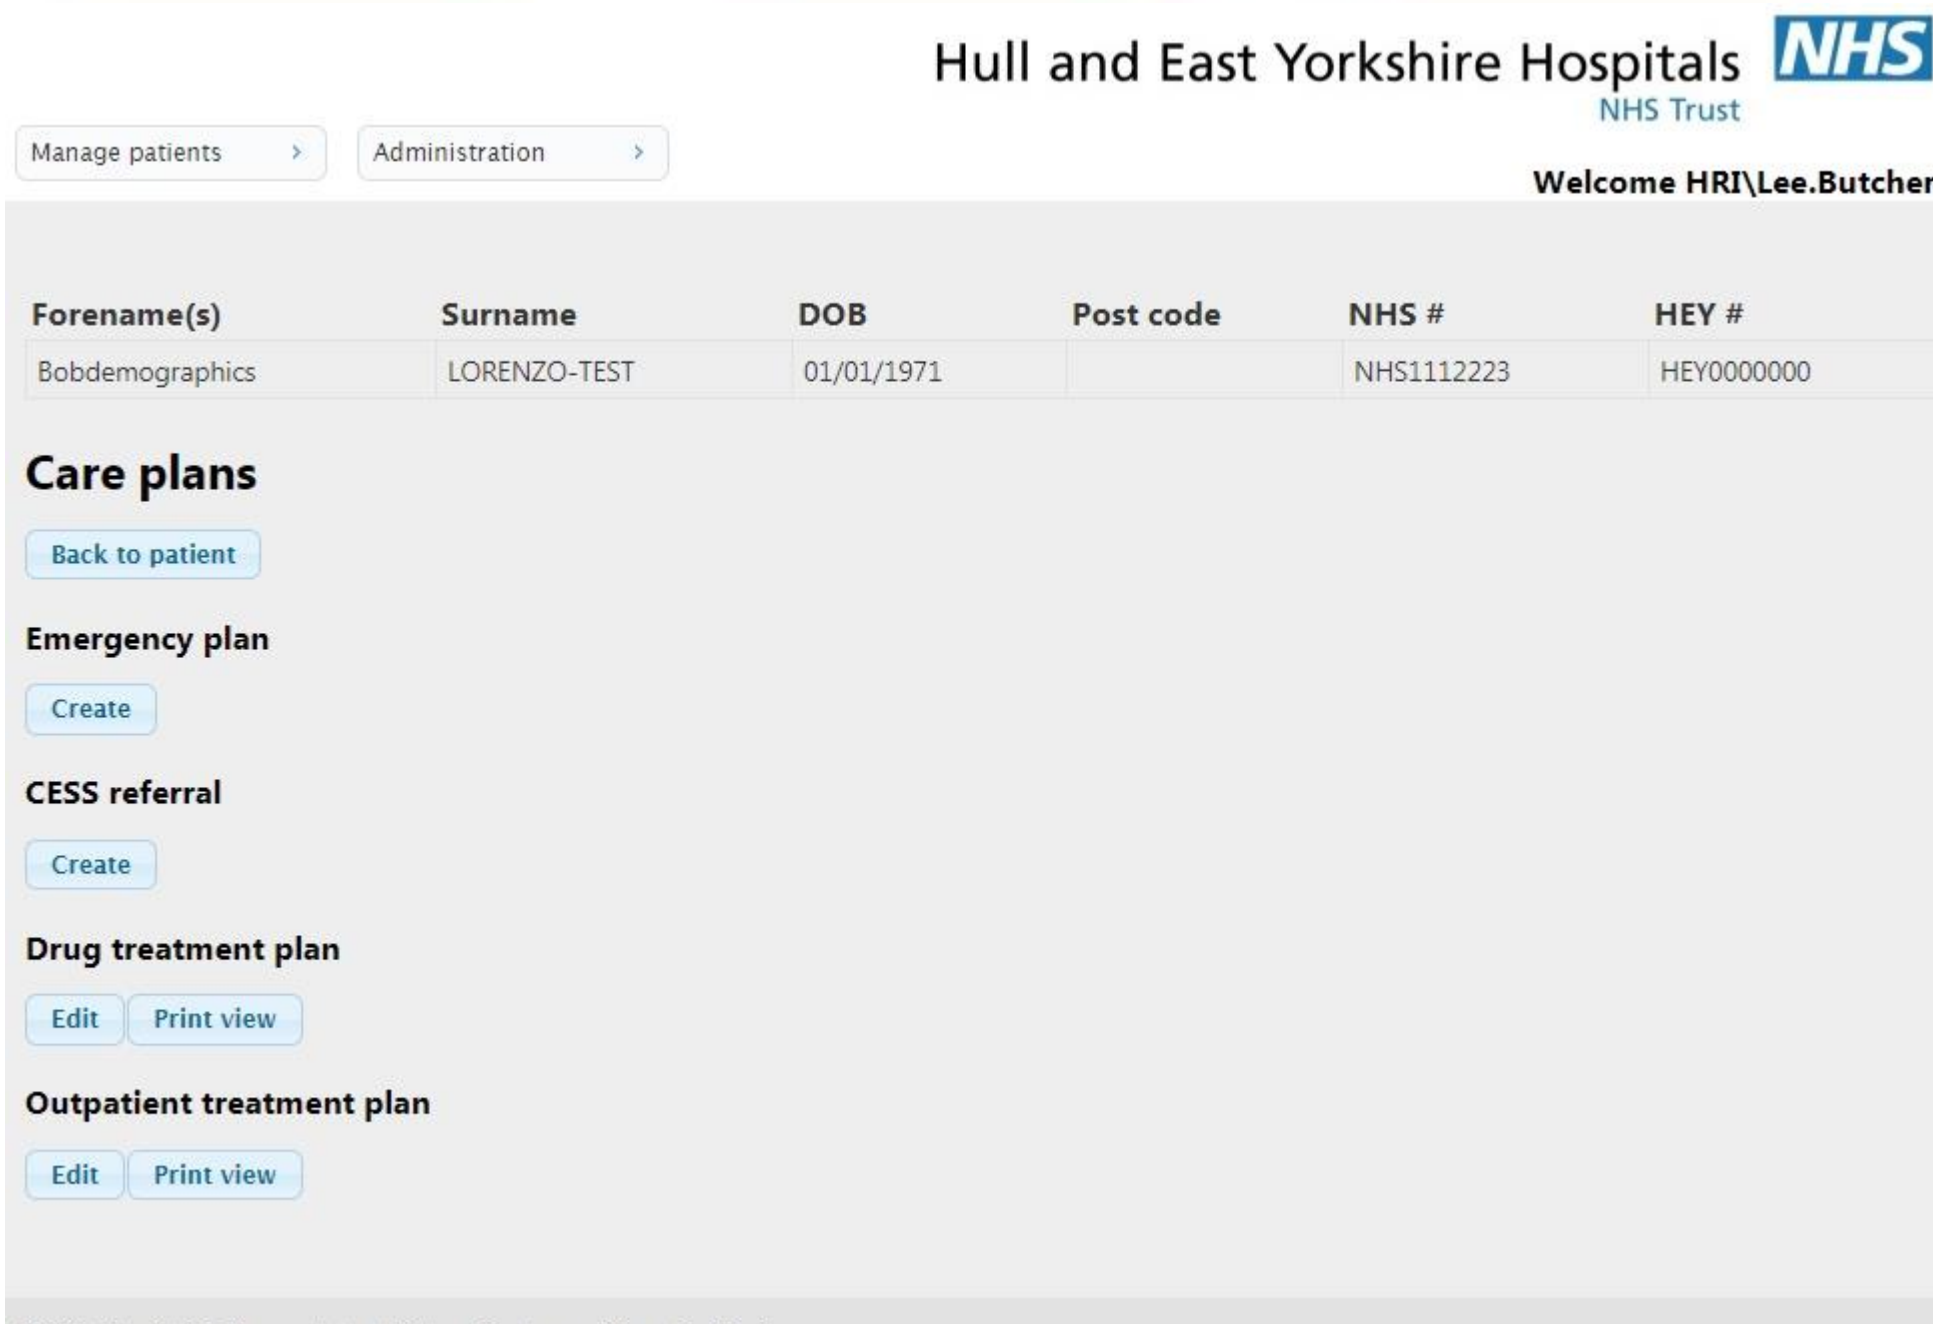 Hull and East Yorkshire Hospitals NHS
NHS Trust
Manage patients > Administration >
Welcome HRI\Lee.Butcher
Forename(s) Surname DOB Post code NHS # HEY #
Bobdemographics LORENZO-TEST 01/01/1971 NHS1112223 HEY0000000
Care plans
Back to patient
Emergency plan
Create
CESS referral
Create
Drug treatment plan
Edit Print view
Outpatient treatment plan
Edit Print view